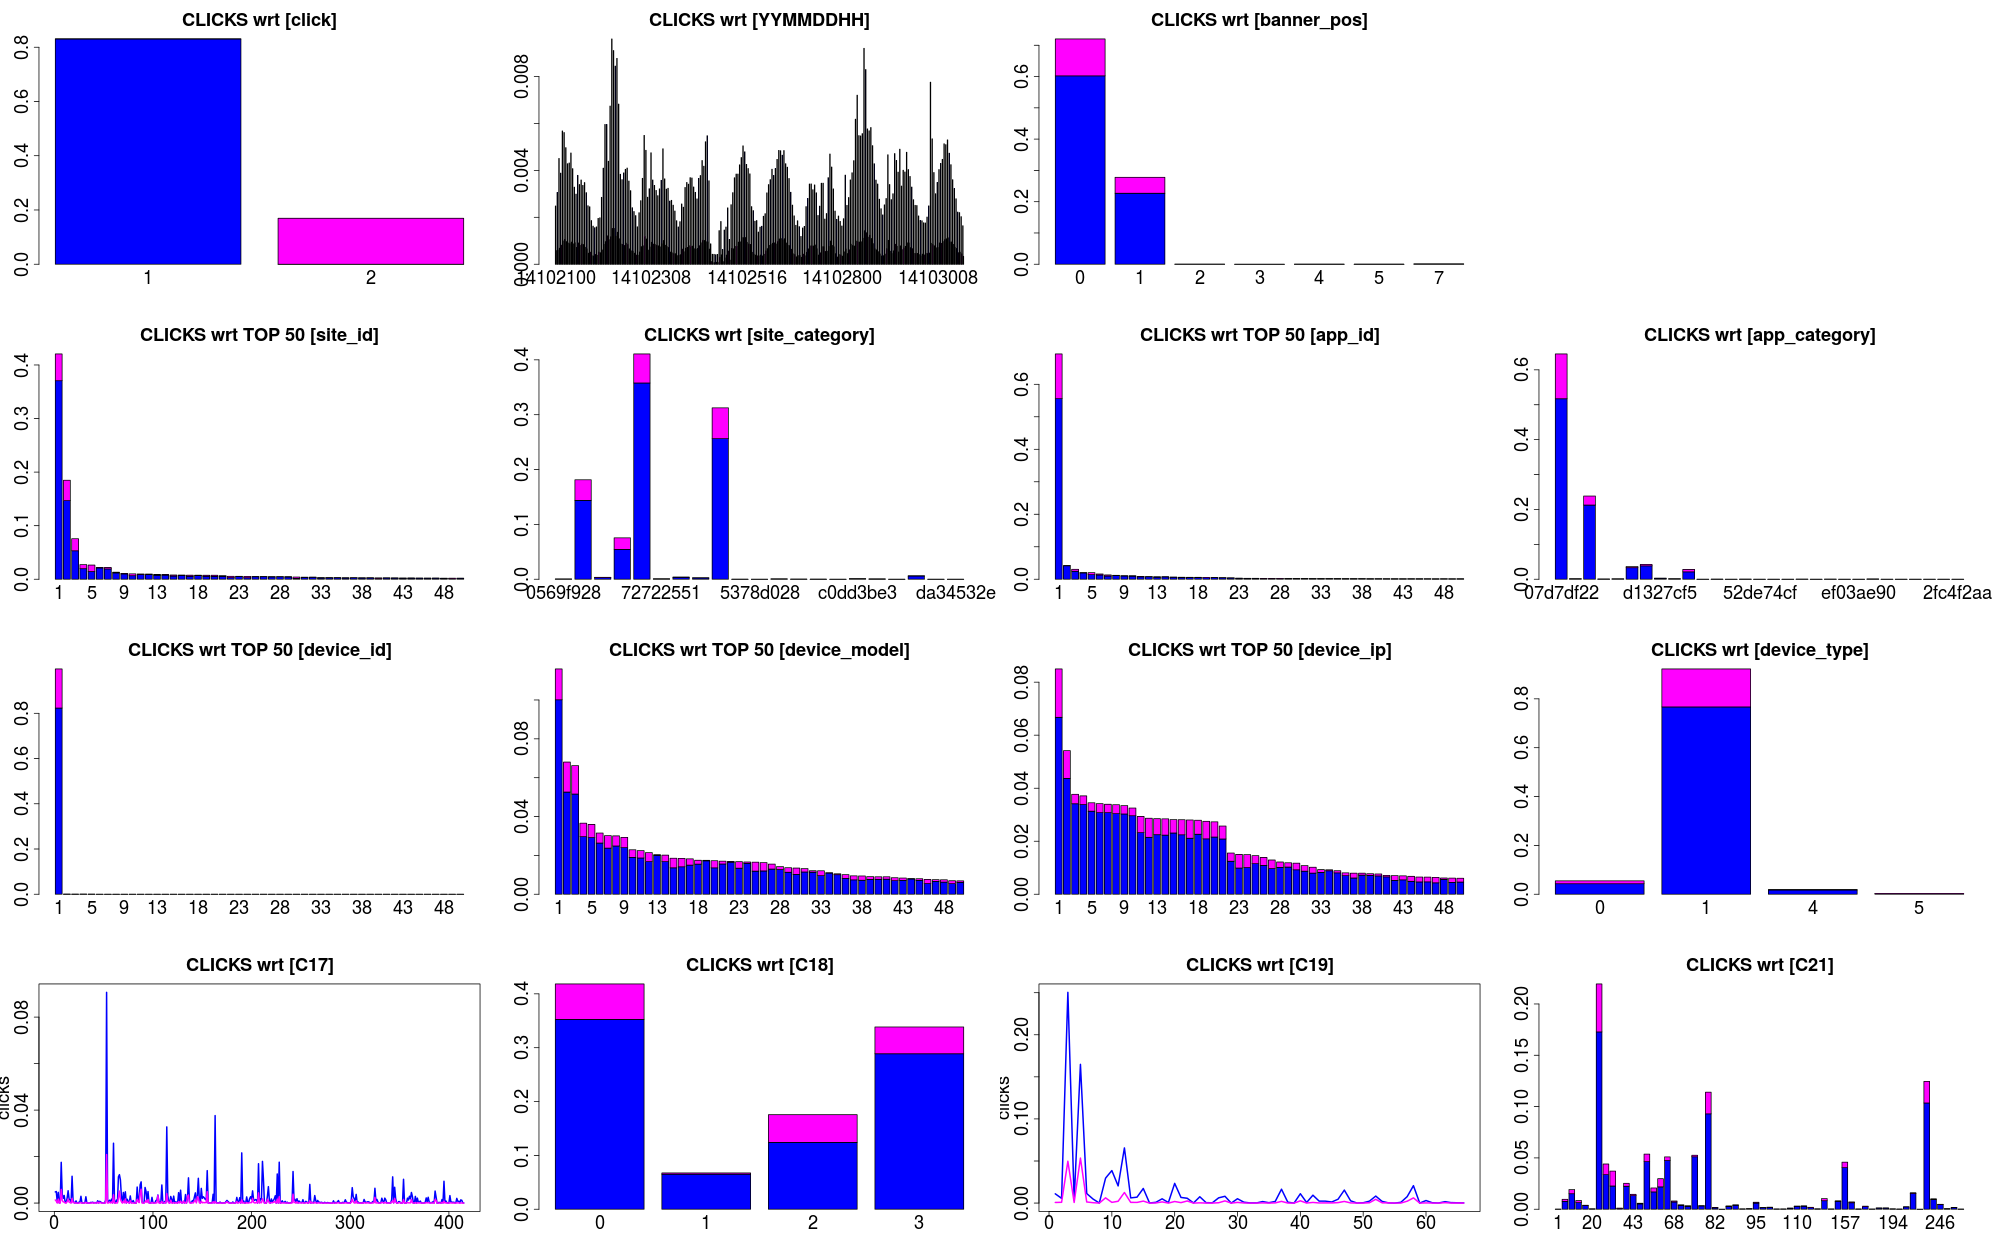 CLICKS wrt [click]
0.0 0.2 0.4 0.6 0.8
1 2
CLICKS wrt [YYMMDDHH]
0.000 0.004 0.008
14102100 14102308 14102516 14102800 14103008
CLICKS wrt [banner_pos]
0.0 0.2 0.4 0.6
0 1 2 3 4 5 7
CLICKS wrt TOP 50 [site_id]
0.0 0.1 0.2 0.3 0.4
1 5 9 13 18 23 28 33 38 43 48
CLICKS wrt [site_category]
0.0 0.1 0.2 0.3 0.4
0569f928 72722551 5378d028 c0dd3be3 da34532e
CLICKS wrt TOP 50 [app_id]
0.0 0.2 0.4 0.6
1 5 9 13 18 23 28 33 38 43 48
CLICKS wrt [app_category]
0.0 0.2 0.4 0.6
07d7df22 d1327cf5 52de74cf ef03ae90 2fc4f2aa
CLICKS wrt TOP 50 [device_id]
0.0 0.2 0.4 0.6 0.8
1 5 9 13 18 23 28 33 38 43 48
CLICKS wrt TOP 50 [device_model]
0.00 0.04 0.08
1 5 9 13 18 23 28 33 38 43 48
CLICKS wrt TOP 50 [device_ip]
0.00 0.02 0.04 0.06 0.08
1 5 9 13 18 23 28 33 38 43 48
CLICKS wrt [device_type]
0.0 0.2 0.4 0.6 0.8
0 1 4 5
CLICKS wrt [C17]
clicks
0.00 0.04 0.08
0 100 200 300 400
CLICKS wrt [C18]
0.0 0.1 0.2 0.3 0.4
0 1 2 3
CLICKS wrt [C19]
clicks
0.00 0.10 0.20
0 10 20 30 40 50 60
CLICKS wrt [C21]
0.00 0.05 0.10 0.15 0.20
1 20 43 68 82 95 110 157 194 246